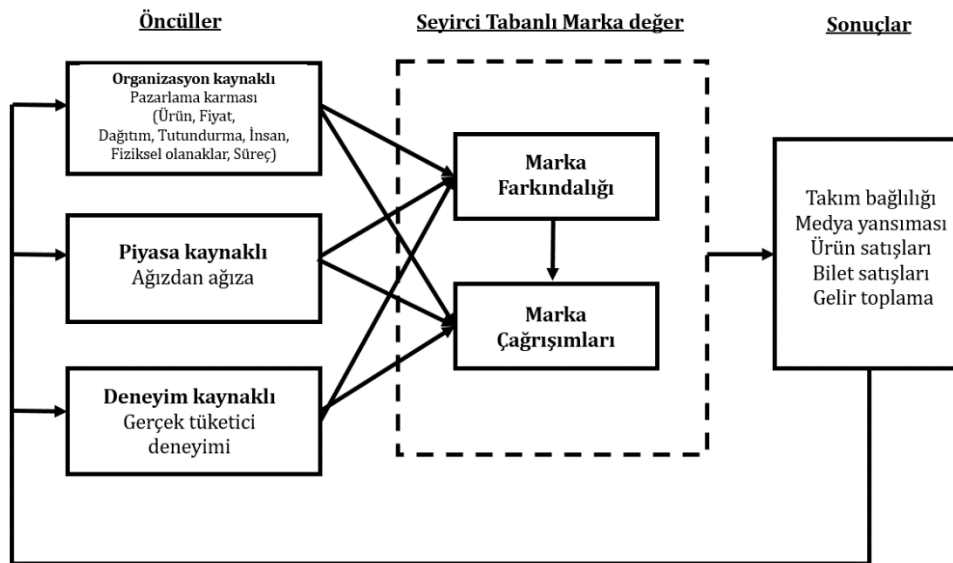 Öncüller
Seyirci Tabanlı Marka değer
Sonuçlar
Organizasyon kaynaklı
Pazarlama karması
(Ürün, Fiyat,
Dağıtım, Tutundurma, İnsan,
Fiziksel olanaklar, Süreç)
Piyasa kaynaklı
Ağızdan ağıza
Deneyim kaynaklı
Gerçek tüketici
deneyimi
Marka
Farkındalığı
Marka
Çağrışımları
Takım bağlılığı
Medya yansıması
Ürün satışları
Bilet satışları
Gelir toplama